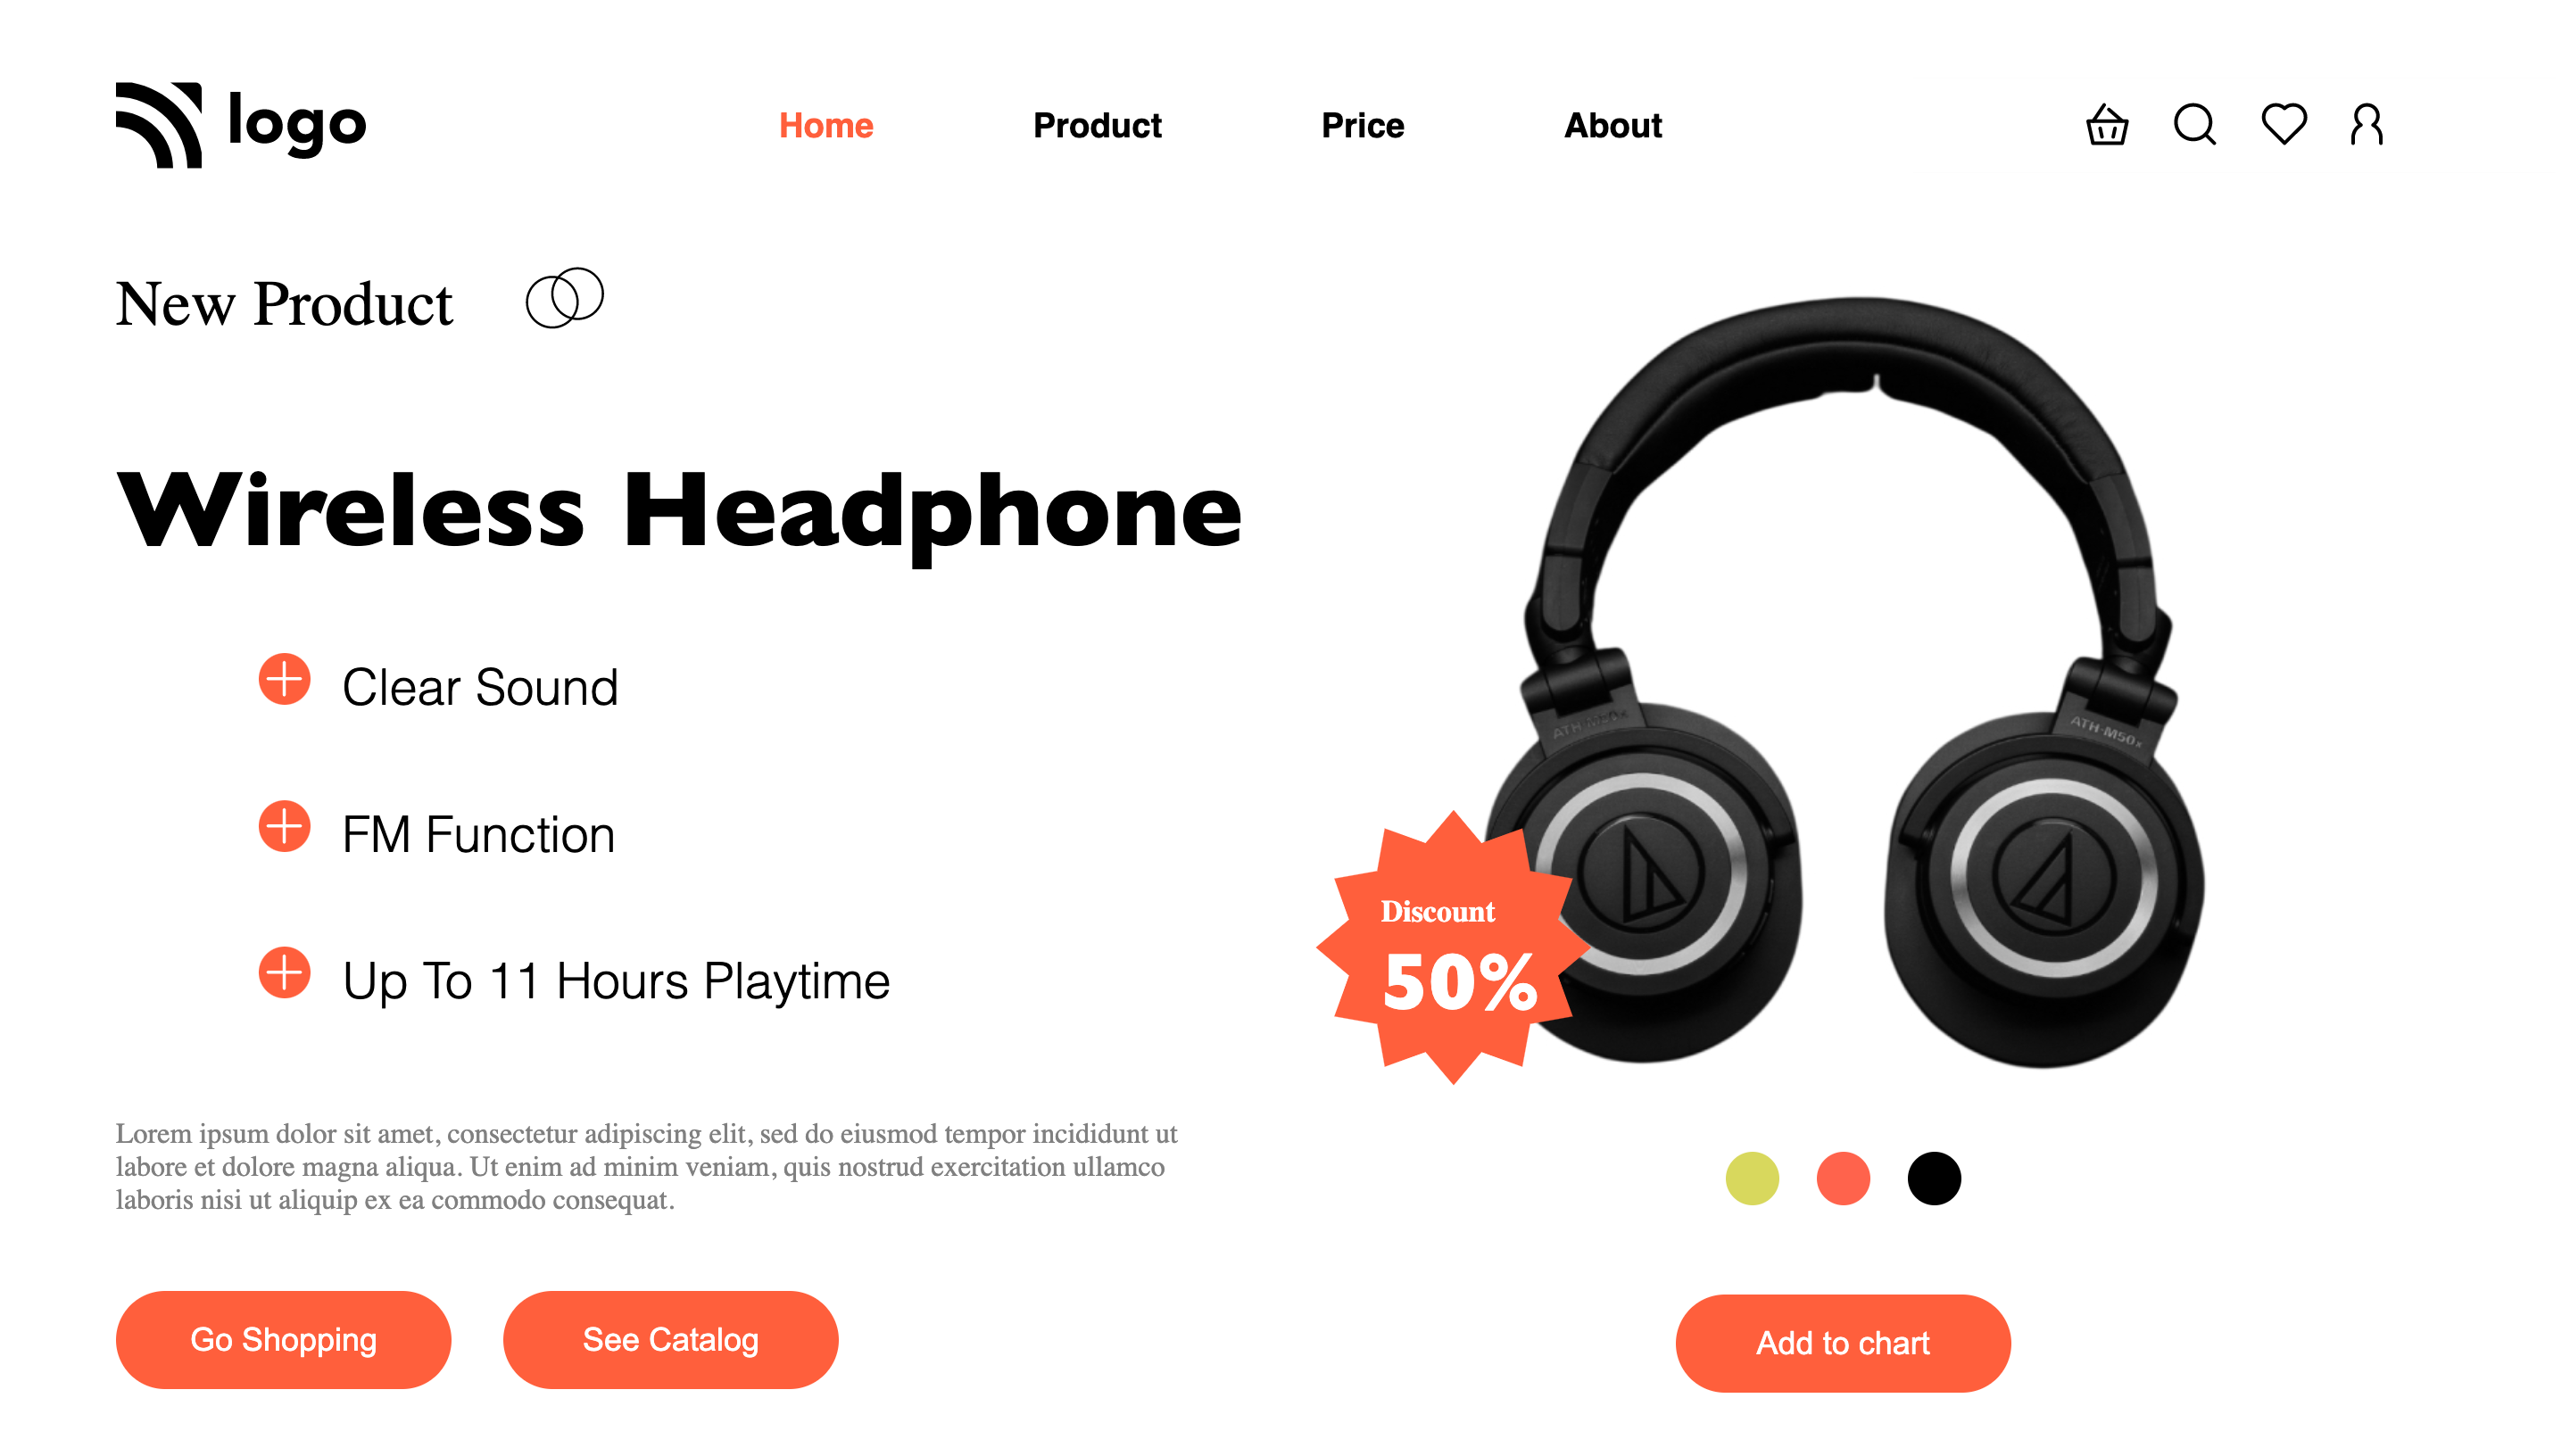 logo
Home Product Price About
New Product
Wireless Headphone
Clear Sound
FM Function
Up To 11 Hours Playtime
Lorem ipsum dolor sit amet, consectetur adipiscing elit, sed do eiusmod tempor incididunt ut
labore et dolore magna aliqua. Ut enim ad minim veniam, quis nostrud exercitation ullamco
laboris nisi ut aliquip ex ea commodo consequat.
Go Shopping
See Catalog
ATH-M50x
ATH-M50x
Discount
50%
Add to chart